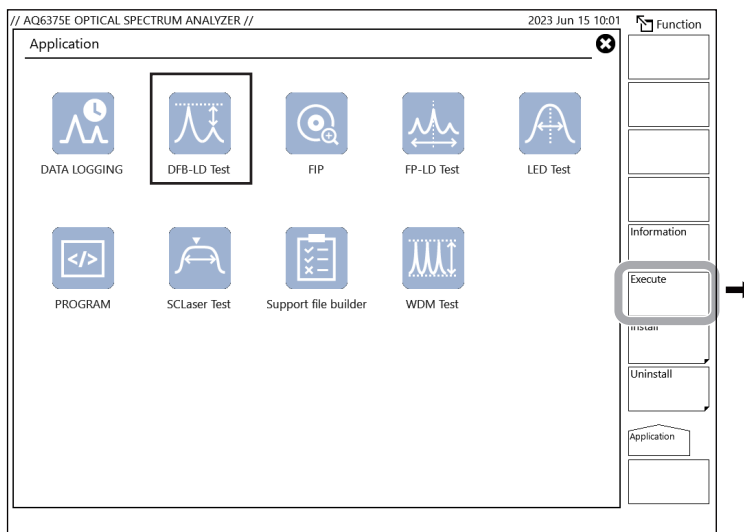 // AQ6375E OPTICAL SPECTRUM ANALYZER // 2023 Jun 15 10:01
Function
Application
DATA LOGGING DFB-LD Test FIP FP-LD Test LED Test
</>
PROGRAM SCLaser Test Support file builder WDM Test
Information
Execute
Install
Uninstall
Application